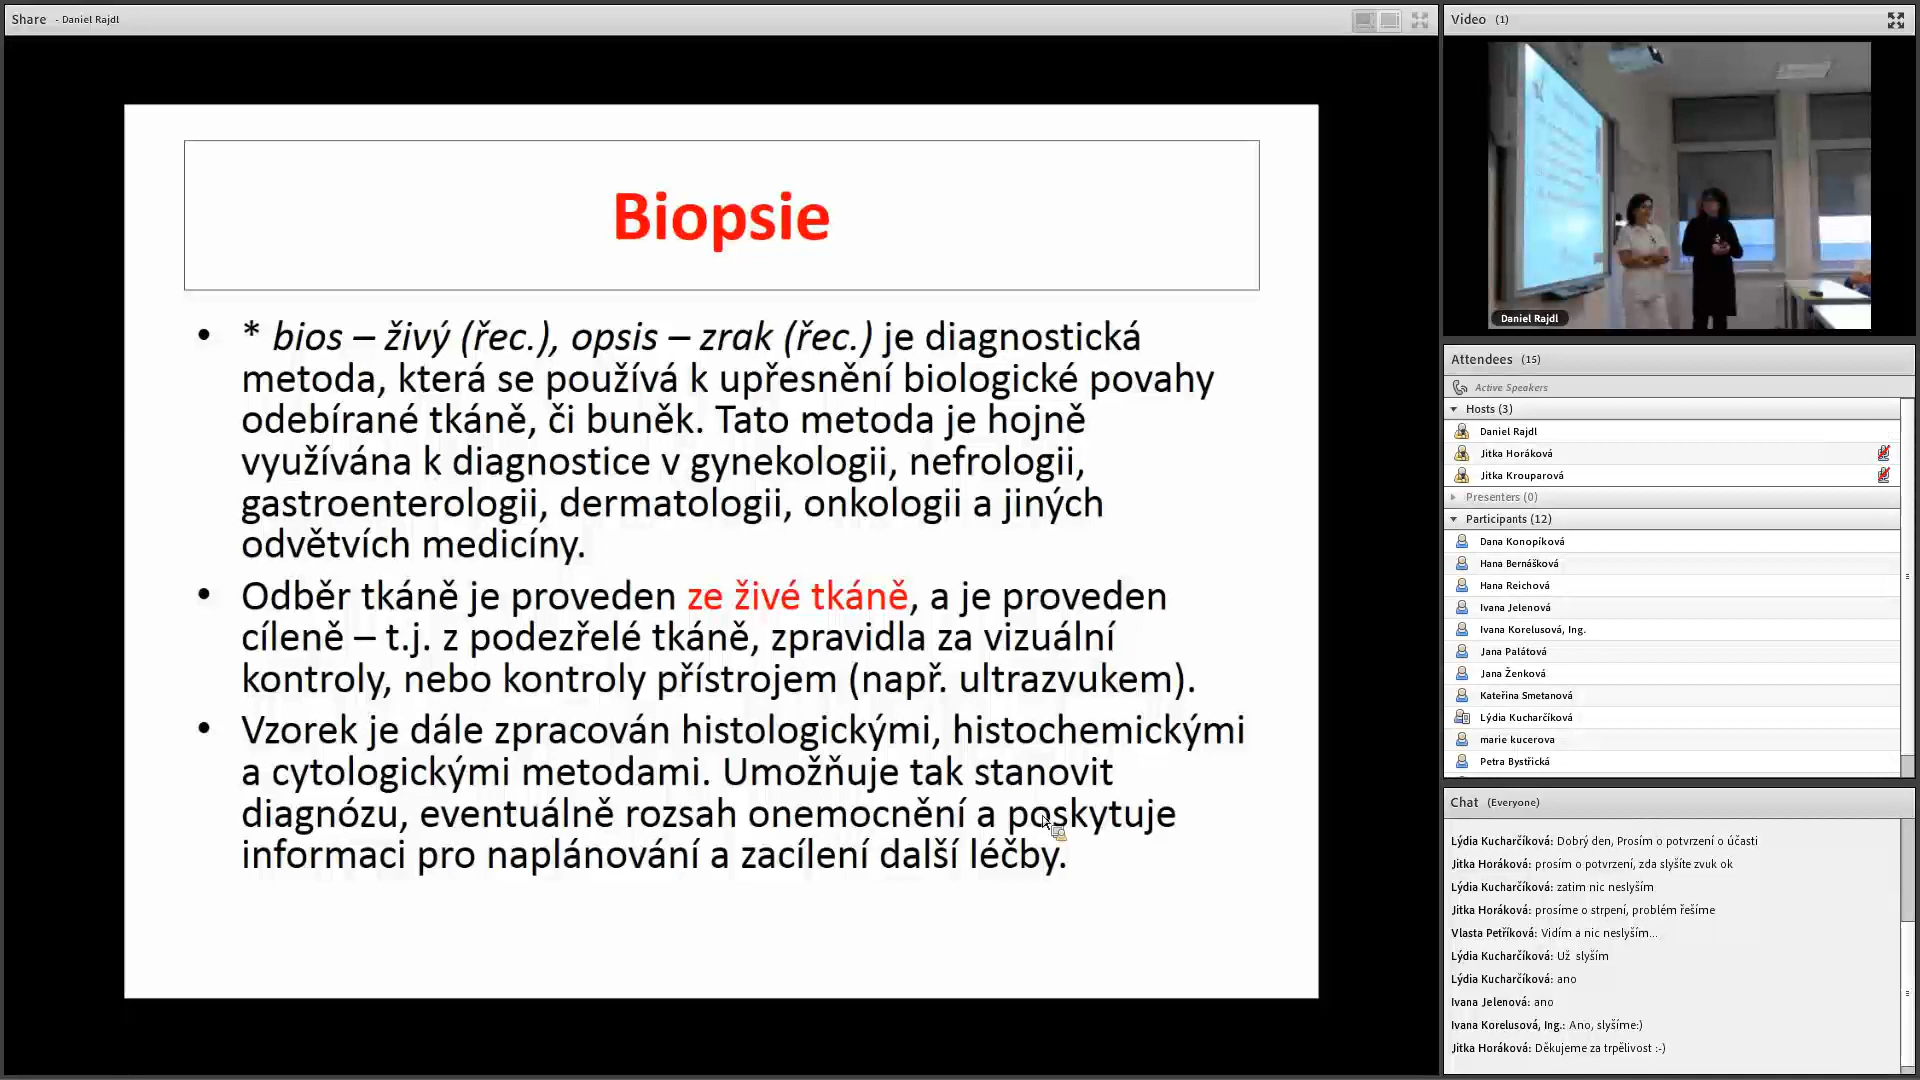 Share - Daniel Rajdl
Biopsie
• * bios – živý (řec.), opsis – zrak (řec.) je diagnostická
metoda, která se používá k upřesnění biologické povahy
odebírané tkáně, či buněk. Tato metoda je hojně
využívána k diagnostice v gynekologii, nefrologii,
gastroenterologii, dermatologii, onkologii a jiných
odvětvích medicíny.
• Odběr tkáně je proveden ze živé tkáně, a je proveden
cíleně – t.j. z podezřelé tkáně, zpravidla za vizuální
kontroly, nebo kontroly přístrojem (např. ultrazvukem).
• Vzorek je dále zpracován histologickými, histochemickými
a cytologickými metodami. Umožňuje tak stanovit
diagnózu, eventuálně rozsah onemocnění a poskytuje
informaci pro naplánování a zacílení další léčby.
Video (1)
Daniel Rajdl
Attendees (15)
Active Speakers
Hosts (3)
Daniel Rajdl
Jitka Horáková
Jitka Krouparová
Presenters (0)
Participants (12)
Dana Konopíková
Hana Bernášková
Hana Reichová
Ivana Jelenová
Ivana Korelusová, Ing.
Jana Palátová
Jana Ženková
Kateřina Smetanová
Lýdia Kucharčíková
marie kucerova
Petra Bystřická
Chat (Everyone)
Lýdia Kucharčíková: Dobrý den, Prosím o potvrzení o účasti
Jitka Horáková: prosím o potvrzení, zda slyšíte zvuk ok
Lýdia Kucharčíková: zatim nic neslyším
Jitka Horáková: prosíme o strpení, problém řešíme
Vlasta Petříková: Vidím a nic neslyším...
Lýdia Kucharčíková: Už slyším
Lýdia Kucharčíková: ano
Ivana Jelenová: ano
Ivana Korelusová, Ing.: Ano, slyšíme:)
Jitka Horáková: Děkujeme za trpělivost :-)